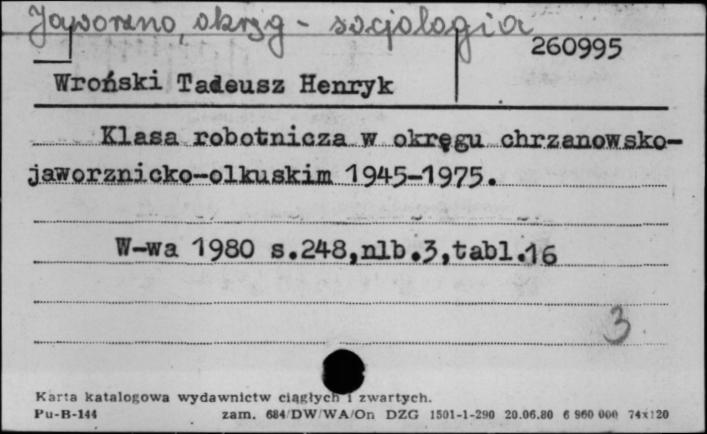 Jaworzno, okręg - socjologia
260995
Wroński Tadeusz Henryk
Klasa robotnicza w okręgu chrzanowsko-
jaworznicko-olkuskim 1945-1975.
W-wa 1980 s.248,nlb.3,tabl.16
3
Karta katalogowa wydawnictw ciągłych i zwartych.
Pu-B-144 zam. 684/DW/WA/On DZG 1501-1-290 20.06.80 6 960 000 74x120